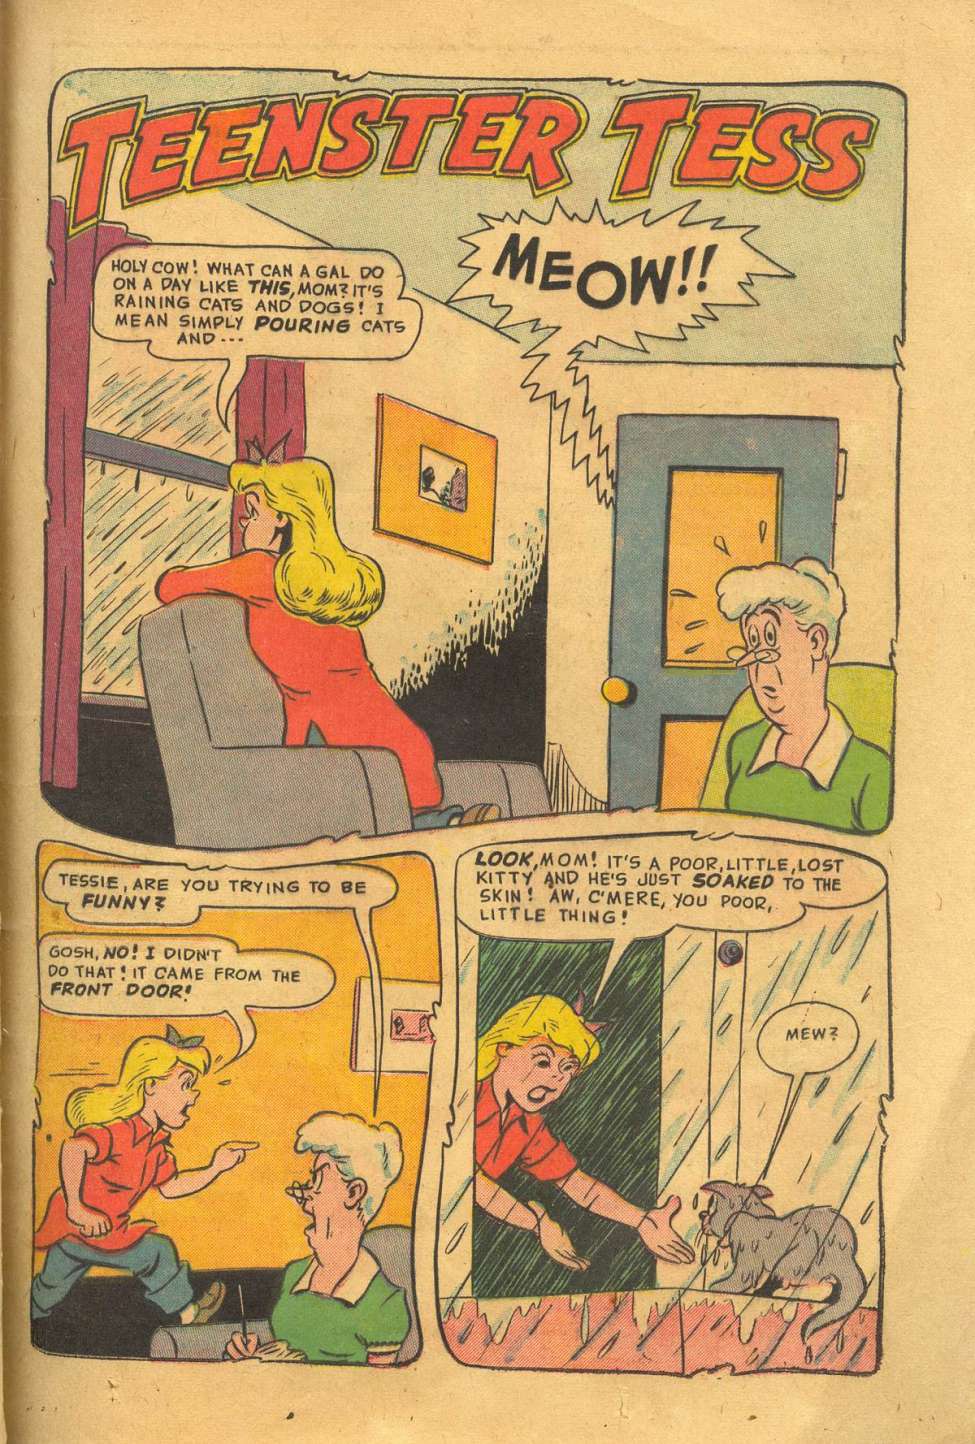 TEENSTER TESS
HOLY COW! WHAT CAN A GAL DO
ON A DAY LIKE THIS, MOM? IT'S
RAINING CATS AND DOGS! I
MEAN SIMPLY POURING CATS
AND---
MEOW!!
TESSIE, ARE YOU TRYING TO BE
FUNNY?
GOSH, NO! I DIDN'T
DO THAT! IT CAME FROM THE
FRONT DOOR!
LOOK, MOM! IT'S A POOR, LITTLE, LOST
KITTY AND HE'S JUST SOAKED TO THE
SKIN! AW, C'MERE, YOU POOR,
LITTLE THING!
MEW?